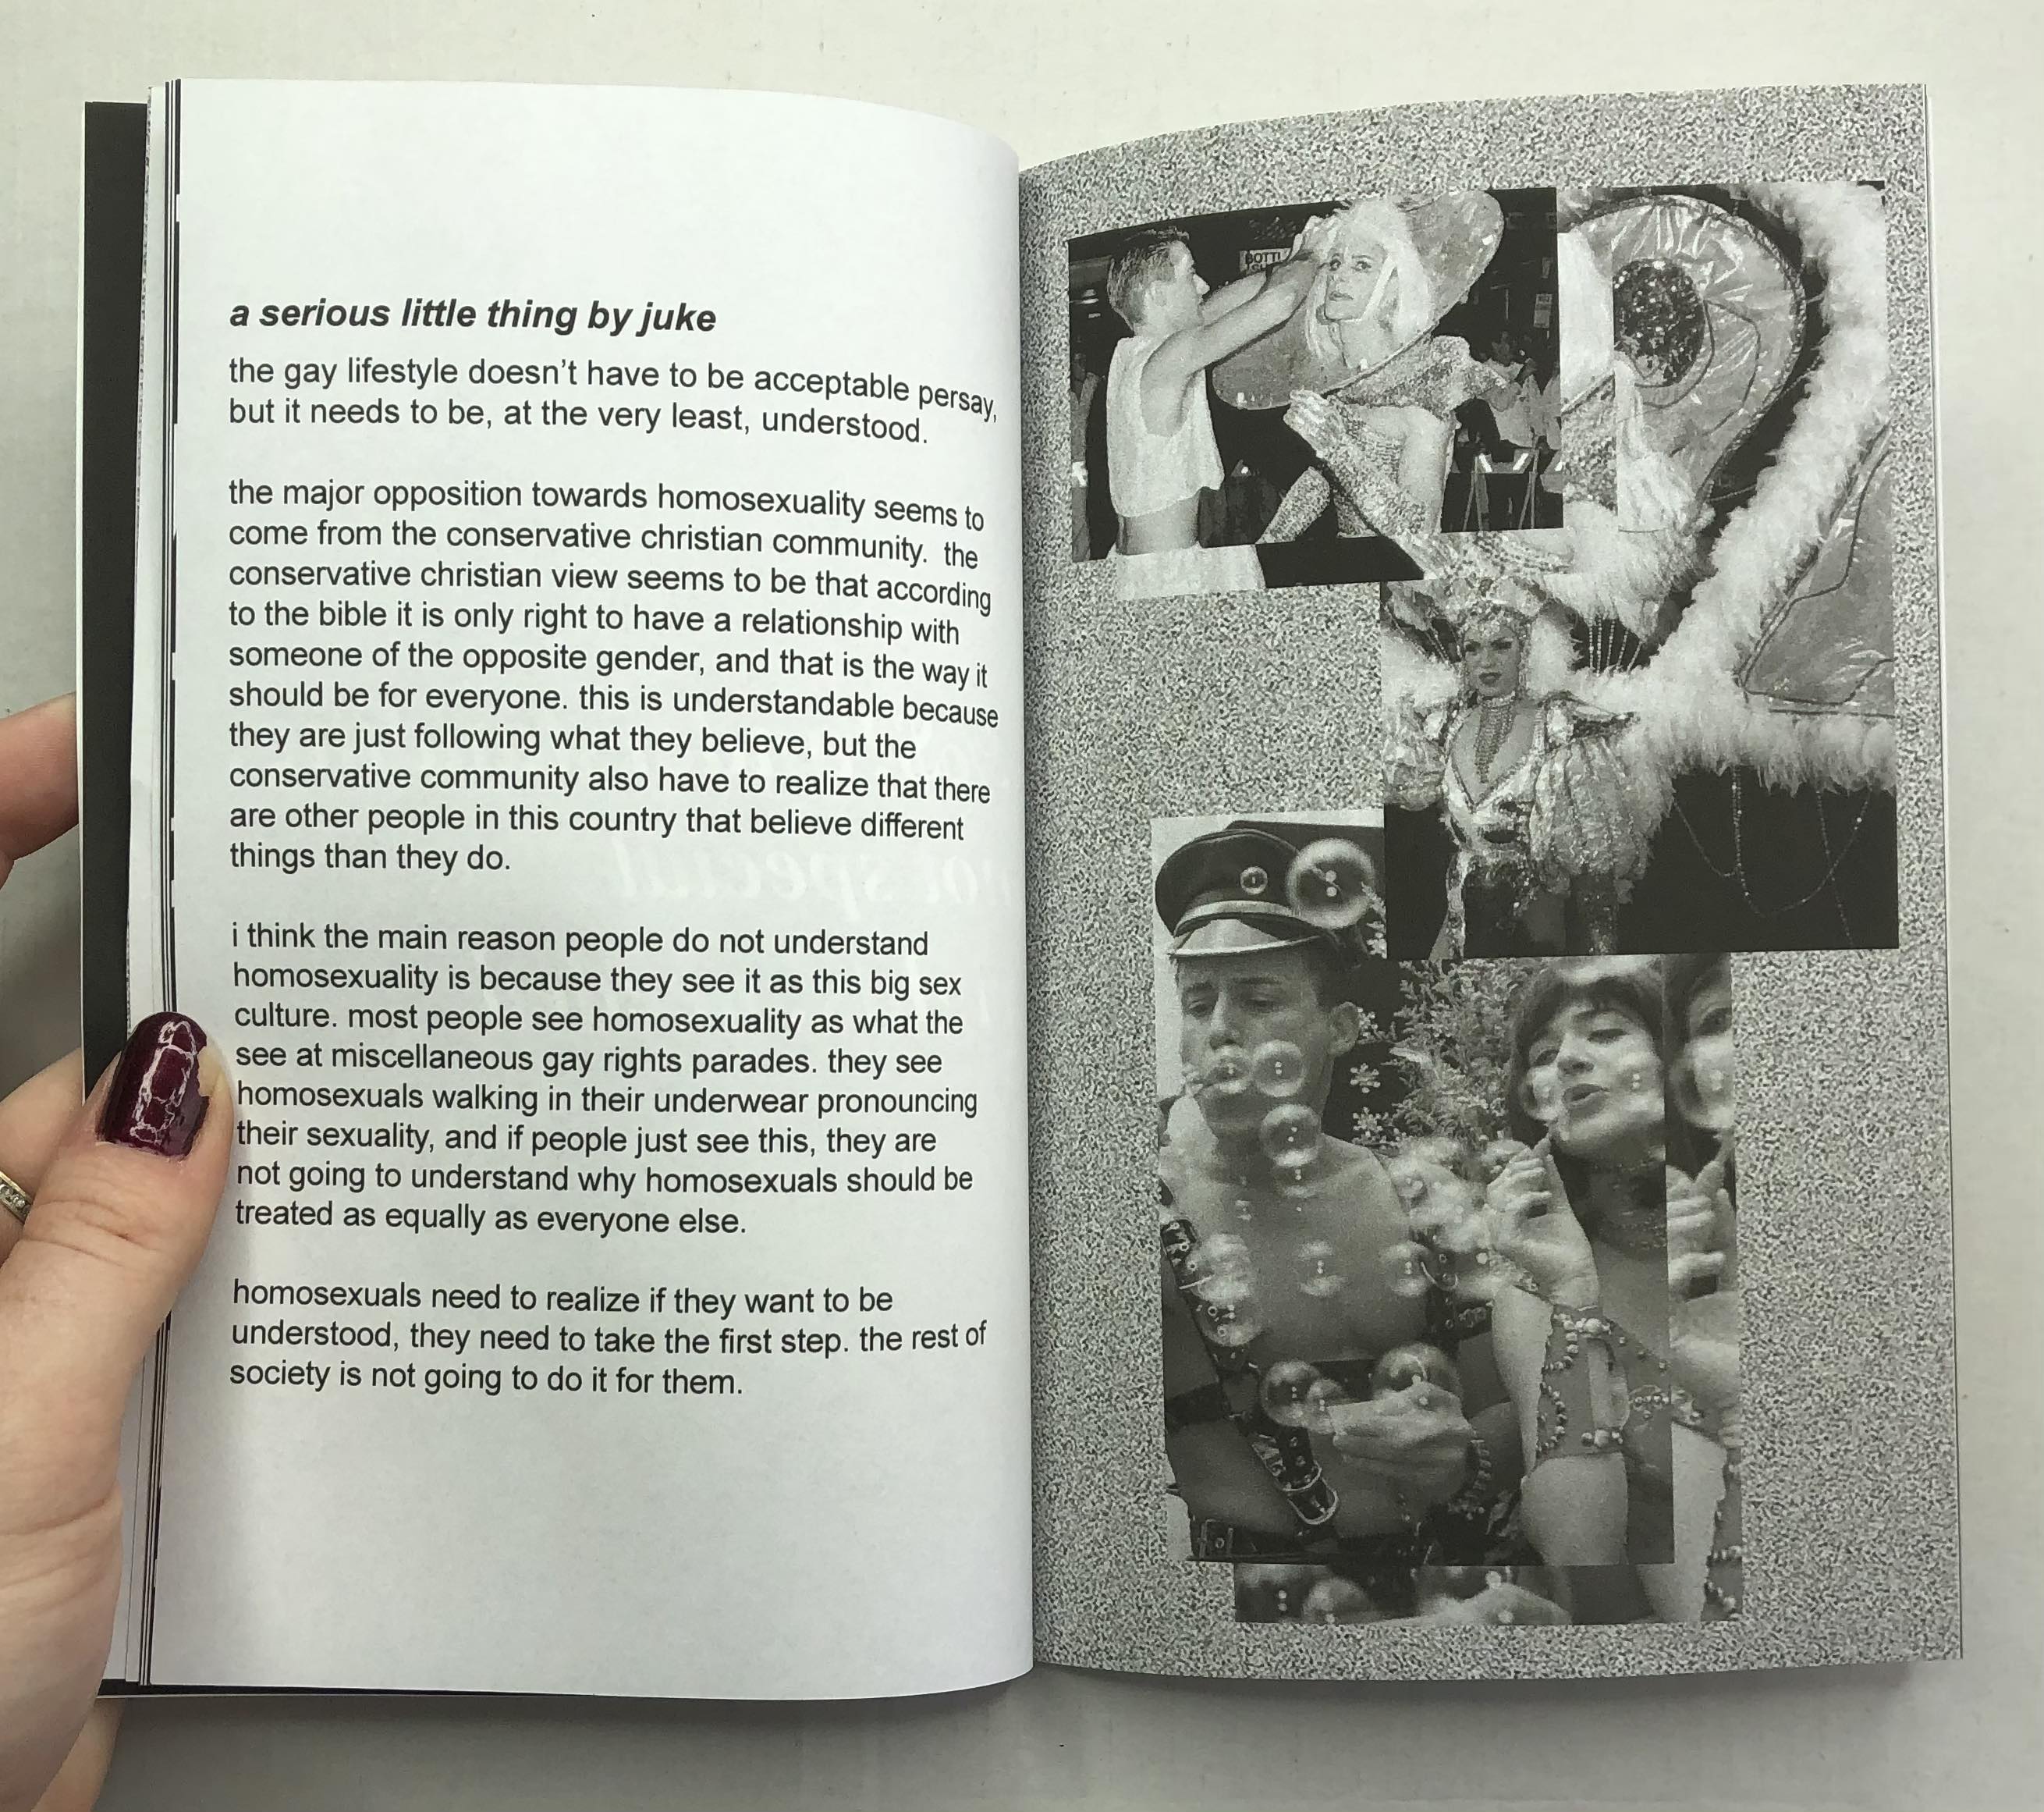 a serious little thing by juke
the gay lifestyle doesn't have to be acceptable persay,
but it needs to be, at the very least, understood.
the major opposition towards homosexuality seems to
come from the conservative christian community. the
conservative christian view seems to be that according
to the bible it is only right to have a relationship with
someone of the opposite gender, and that is the way it
should be for everyone. this is understandable because
they are just following what they believe, but the
conservative community also have to realize that there
are other people in this country that believe different
things than they do.
i think the main reason people do not understand
homosexuality is because they see it as this big sex
culture. most people see homosexuality as what the
see at miscellaneous gay rights parades. they see
homosexuals walking in their underwear pronouncing
their sexuality, and if people just see this, they are
not going to understand why homosexuals should be
treated as equally as everyone else.
homosexuals need to realize if they want to be
understood, they need to take the first step. the rest of
society is not going to do it for them.